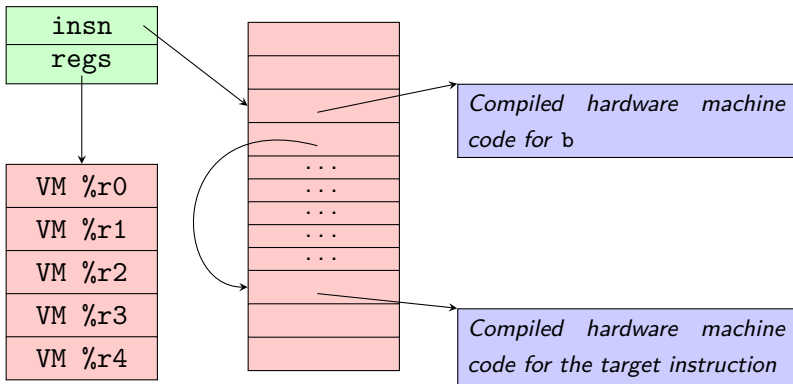 insn
regs
VM %r0
VM %r1
VM %r2
VM %r3
VM %r4
...
...
...
...
...
Compiled hardware machine
code for b
Compiled hardware machine
code for the target instruction